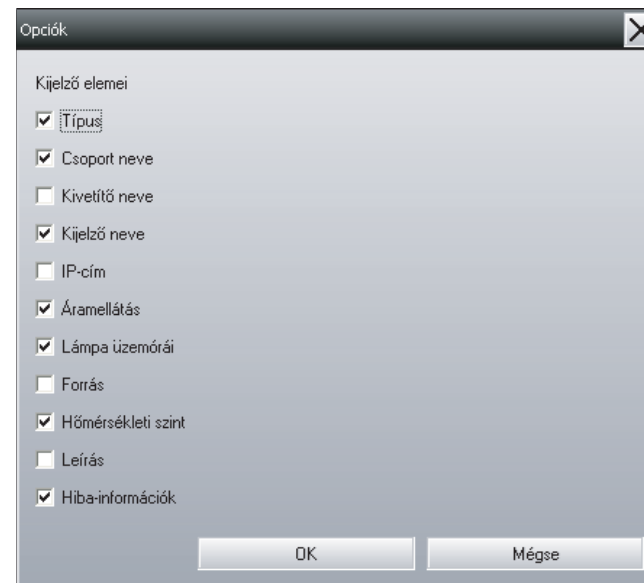 Opciók
Kijelző elemei
Típus
Csoport neve
Kivetítő neve
Kijelző neve
IP-cím
Áramellátás
Lámpa üzemórái
Forrás
Hőmérsékleti szint
Leírás
Hiba-információk
OK Mégse